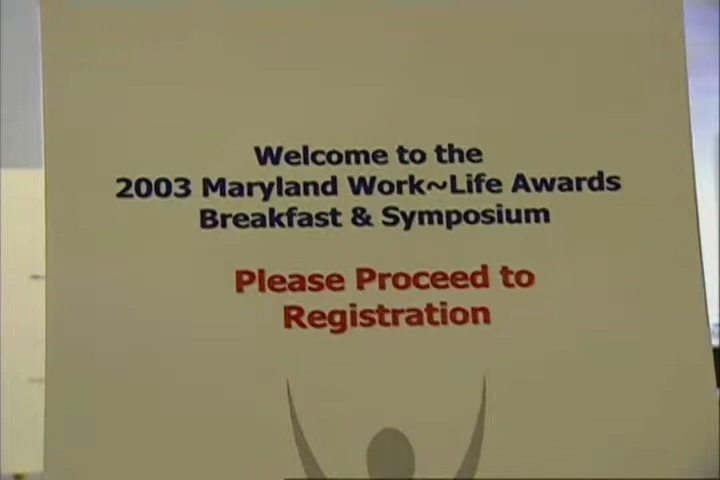 Welcome to the
2003 Maryland Work~Life Awards
Breakfast & Symposium
Please Proceed to
Registration